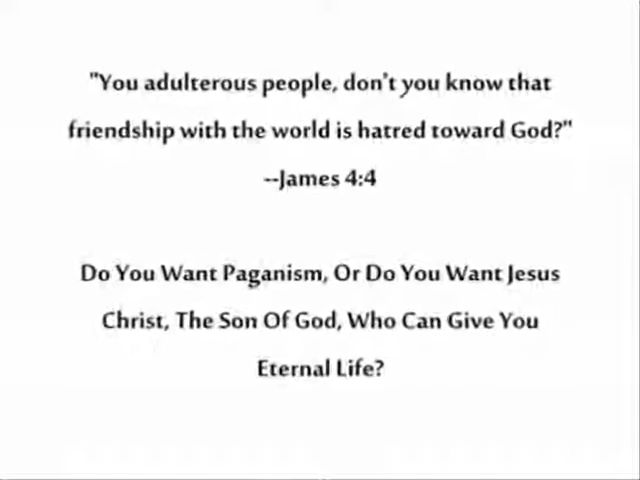 "You adulterous people, don't you know that
friendship with the world is hatred toward God?"
--James 4:4
Do You Want Paganism, Or Do You Want Jesus
Christ, The Son Of God, Who Can Give You
Eternal Life?